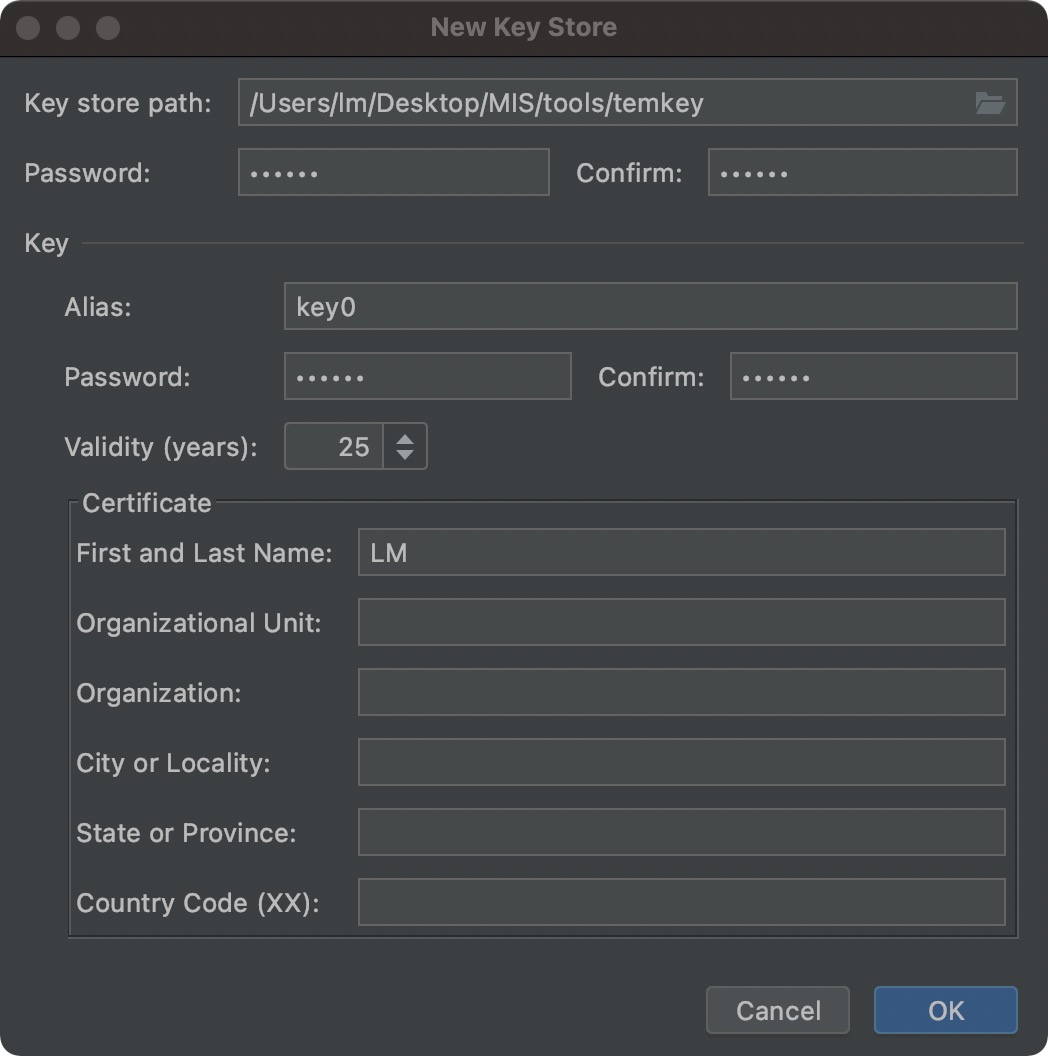 New Key Store
Key store path: /Users/lm/Desktop/MIS/tools/temkey
Password: •••••• Confirm: ••••••
Key
Alias: key0
Password: •••••• Confirm: ••••••
Validity (years): 25
Certificate
First and Last Name: LM
Organizational Unit:
Organization:
City or Locality:
State or Province:
Country Code (XX):
Cancel OK